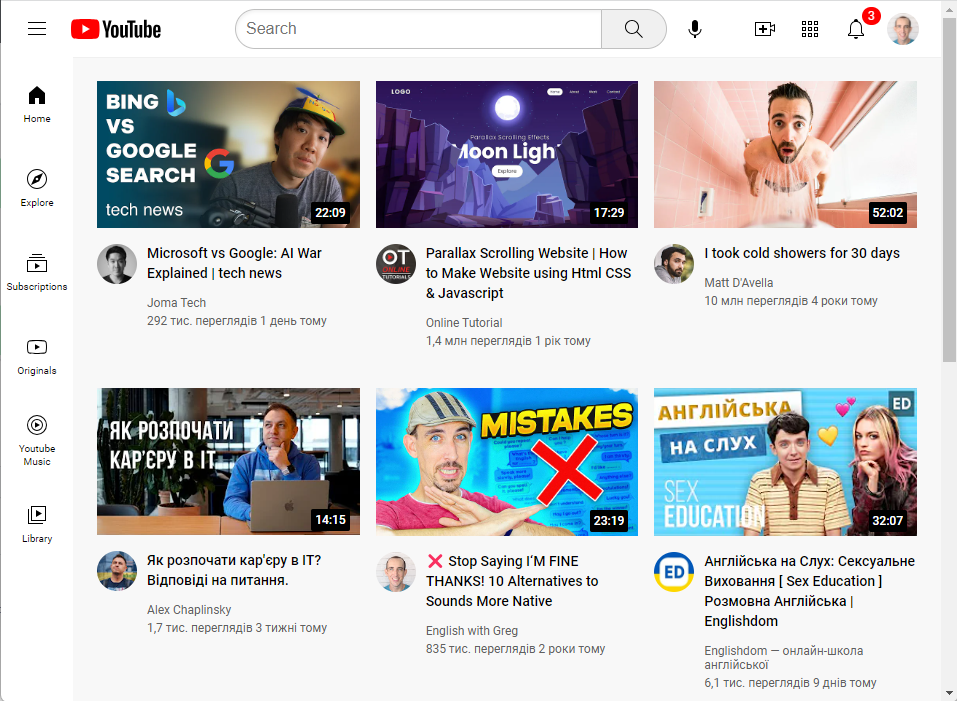 YouTube
Search
3
Home
Explore
Subscriptions
Originals
Youtube
Music
Library
BING
VS
GOOGLE
SEARCH
tech news
22:09
Microsoft vs Google: AI War
Explained | tech news
Joma Tech
292 тис. переглядів 1 день тому
LOGO
Home About Work Contact
Parallax Scrolling Effects
Moon Light
Explore
17:29
OT
ONLINE
TUTORIALS
Parallax Scrolling Website | How
to Make Website using Html CSS
& Javascript
Online Tutorial
1,4 млн переглядів 1 рік тому
52:02
I took cold showers for 30 days
Matt D'Avella
10 млн переглядів 4 роки тому
ЯК РОЗПОЧАТИ
КАР'ЄРУ В ІТ
14:15
Як розпочати кар'єру в ІТ?
Відповіді на питання.
Alex Chaplinsky
1,7 тис. переглядів 3 тижні тому
MISTAKES
23:19
❌ Stop Saying I'M FINE
THANKS! 10 Alternatives to
Sounds More Native
English with Greg
835 тис. переглядів 2 роки тому
АНГЛІЙСЬКА
НА СЛУХ
ED
SEX
EDUCATION
32:07
ED
Англійська на Слух: Сексуальне
Виховання [ Sex Education ]
Розмовна Англійська |
Englishdom
Englishdom — онлайн-школа
англійської
6,1 тис. переглядів 9 днів тому